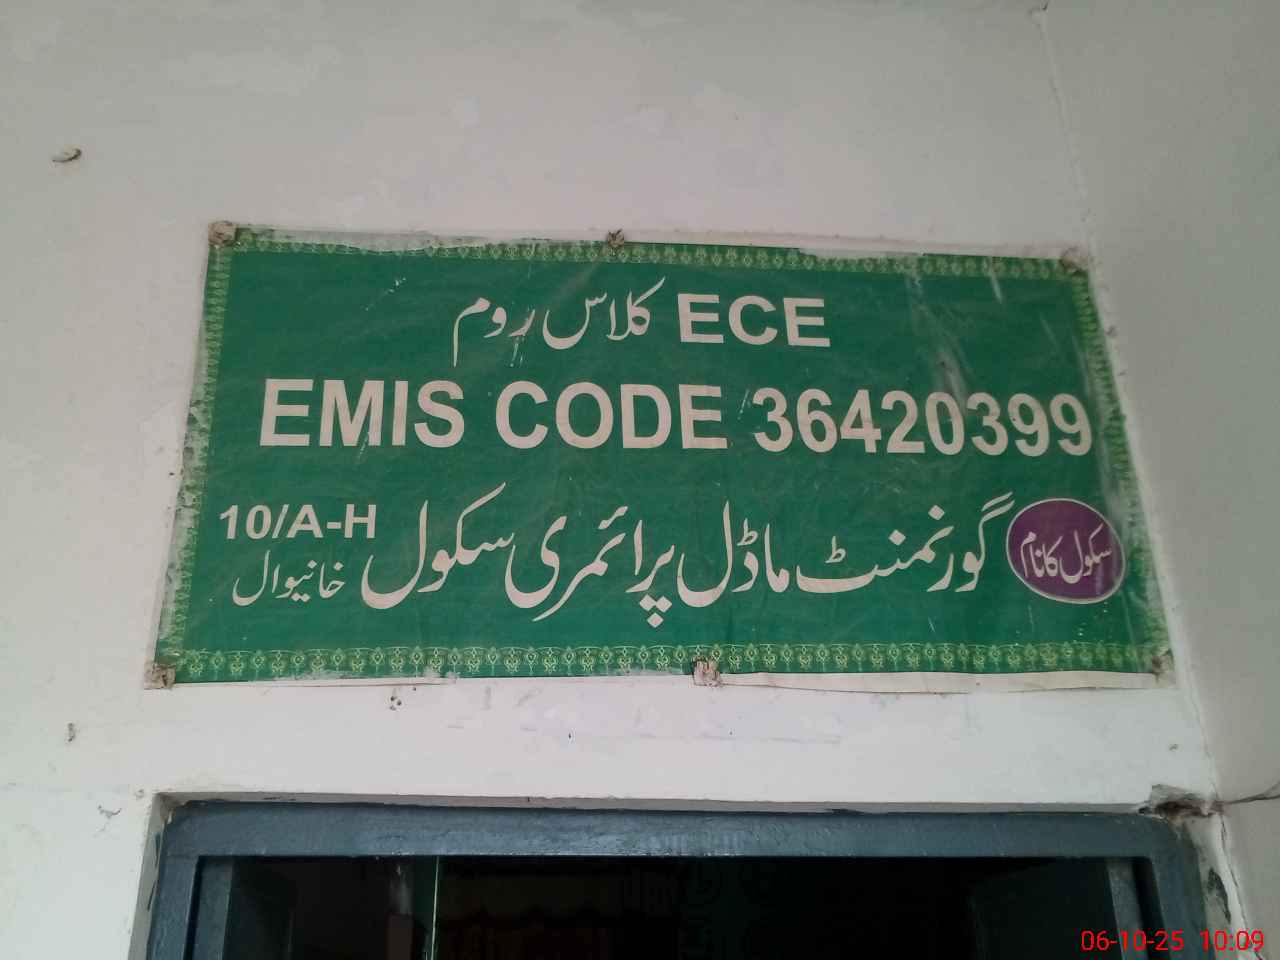 ECE کلاس روم
EMIS CODE 36420399
سکول کا نام
گورنمنٹ ماڈل پرائمری سکول 10/A-H خانیوال
06-10-25 10:09